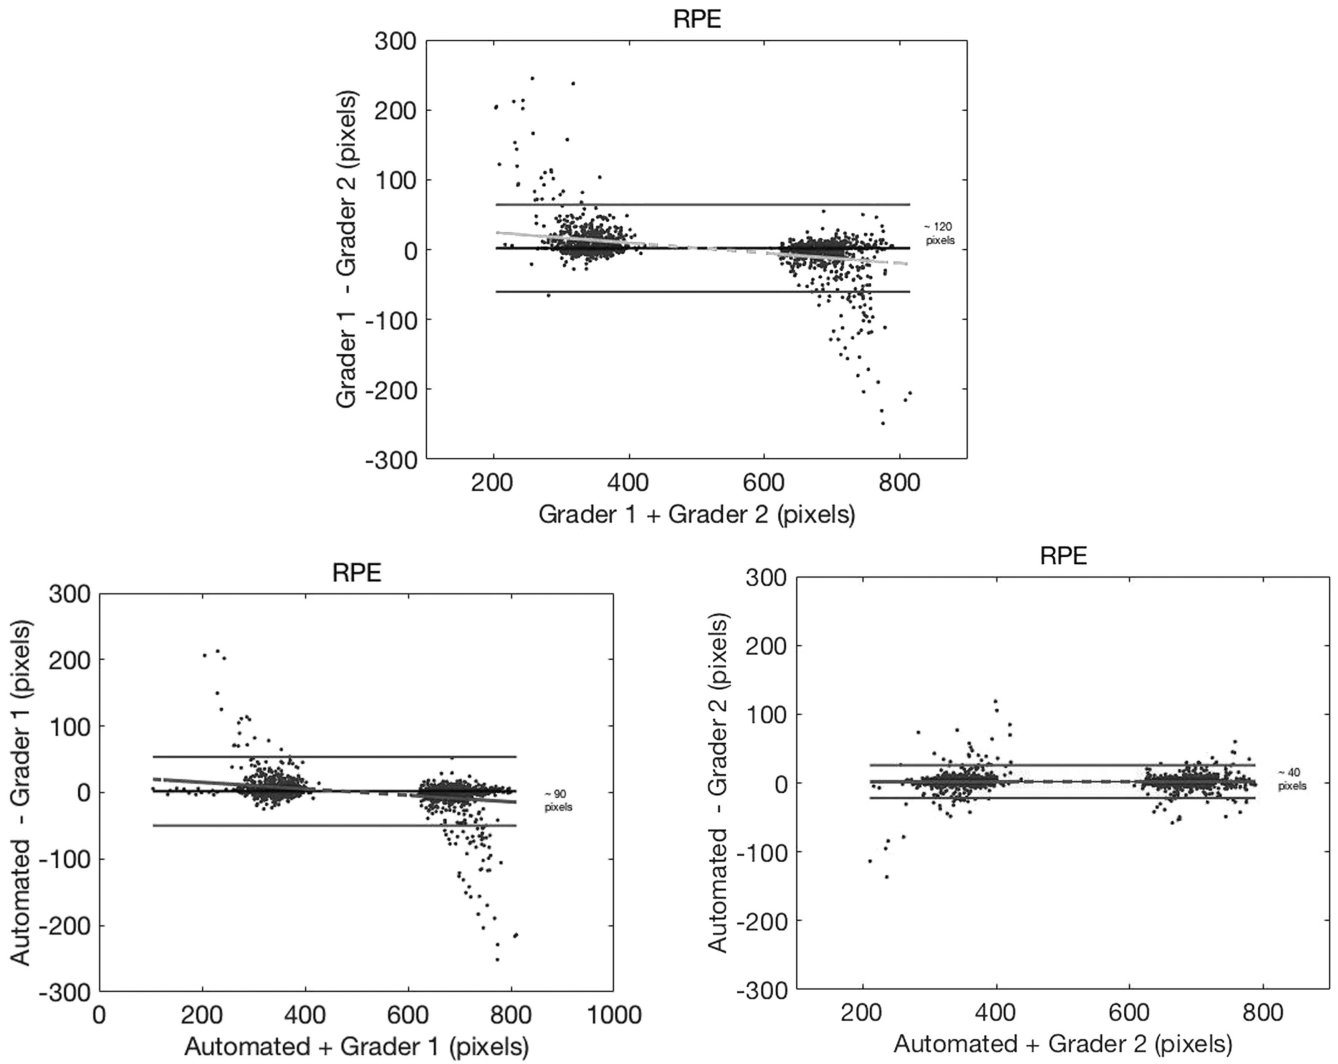 RPE
300
200
100
0
-100
-200
-300
Grader 1 - Grader 2 (pixels)
~ 120
pixels
200 400 600 800
Grader 1 + Grader 2 (pixels)
RPE
300
200
100
0
-100
-200
-300
Automated - Grader 1 (pixels)
~ 90
pixels
0 200 400 600 800 1000
Automated + Grader 1 (pixels)
RPE
300
200
100
0
-100
-200
-300
Automated - Grader 2 (pixels)
~ 40
pixels
200 400 600 800
Automated + Grader 2 (pixels)